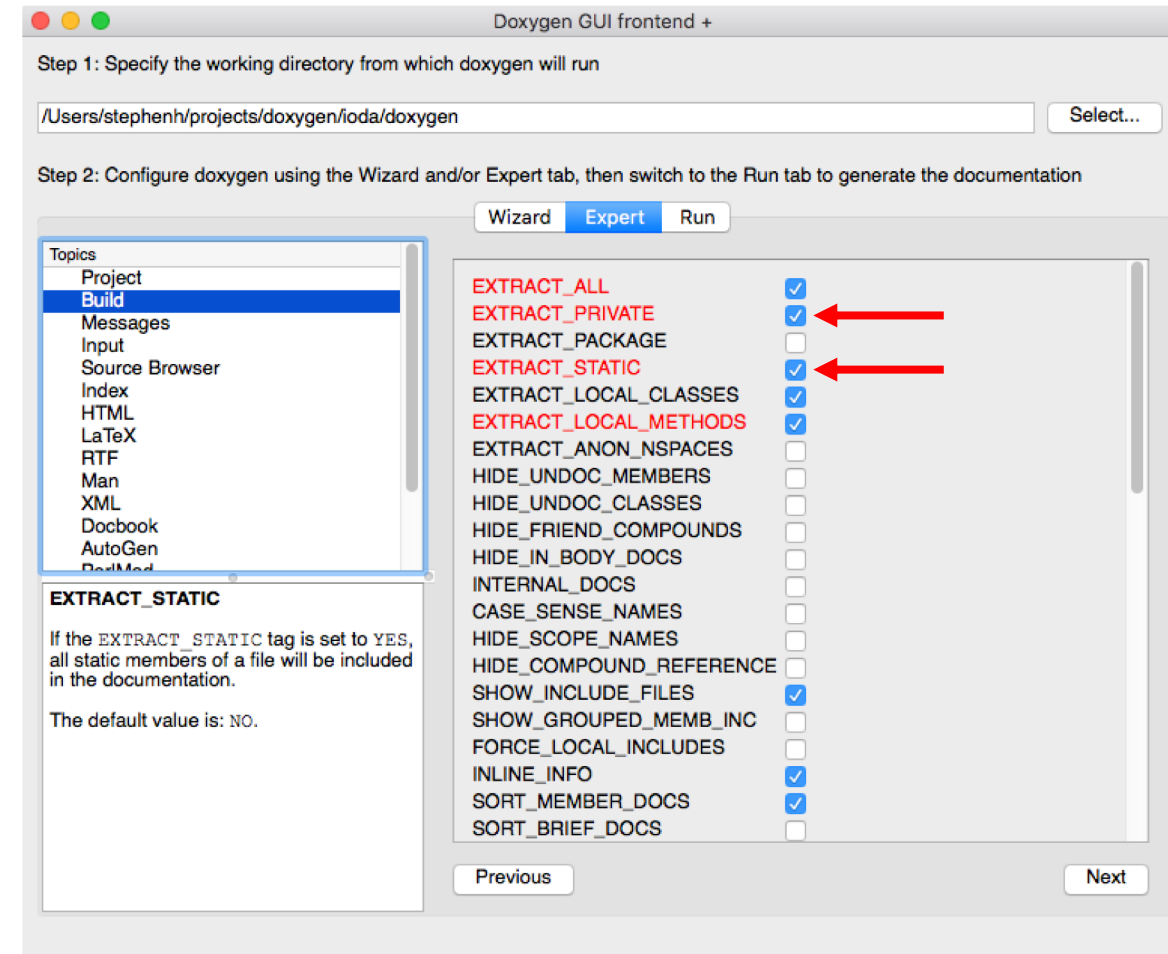 Doxygen GUI frontend +
Step 1: Specify the working directory from which doxygen will run
/Users/stephenh/projects/doxygen/ioda/doxygen
Select...
Step 2: Configure doxygen using the Wizard and/or Expert tab, then switch to the Run tab to generate the documentation
Wizard Expert Run
Topics
Project
Build
Messages
Input
Source Browser
Index
HTML
LaTeX
RTF
Man
XML
Docbook
AutoGen
PerlMod
EXTRACT_STATIC
If the EXTRACT_STATIC tag is set to YES,
all static members of a file will be included
in the documentation.
The default value is: NO.
EXTRACT_ALL
EXTRACT_PRIVATE
EXTRACT_PACKAGE
EXTRACT_STATIC
EXTRACT_LOCAL_CLASSES
EXTRACT_LOCAL_METHODS
EXTRACT_ANON_NSPACES
HIDE_UNDOC_MEMBERS
HIDE_UNDOC_CLASSES
HIDE_FRIEND_COMPOUNDS
HIDE_IN_BODY_DOCS
INTERNAL_DOCS
CASE_SENSE_NAMES
HIDE_SCOPE_NAMES
HIDE_COMPOUND_REFERENCE
SHOW_INCLUDE_FILES
SHOW_GROUPED_MEMB_INC
FORCE_LOCAL_INCLUDES
INLINE_INFO
SORT_MEMBER_DOCS
SORT_BRIEF_DOCS
Previous
Next